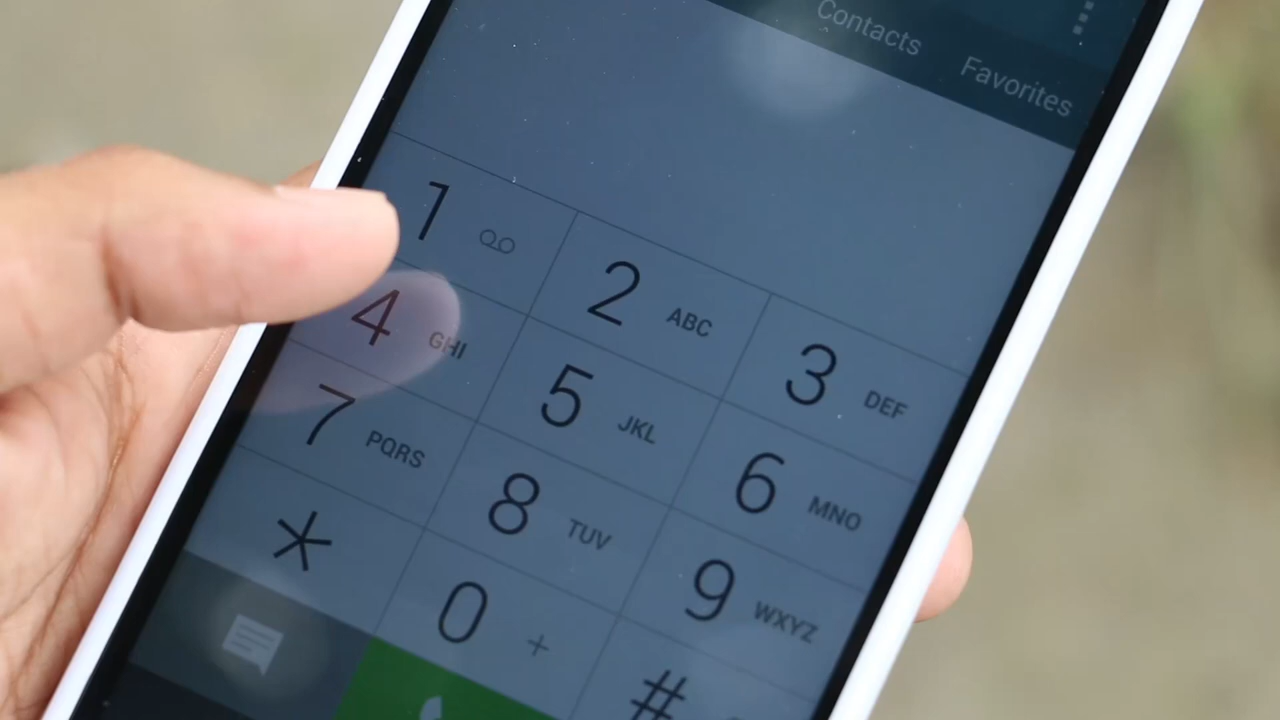 Contacts
Favorites
1
2 ABC
3 DEF
4 GHI
5 JKL
6 MNO
7 PQRS
8 TUV
9 WXYZ
*
0 +
#